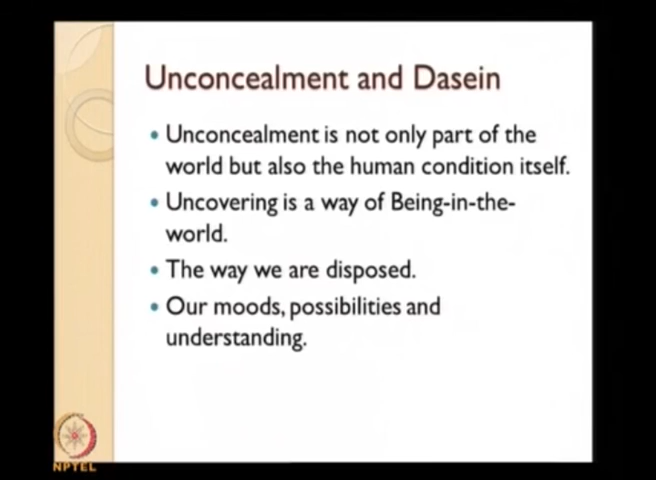 Unconcealment and Dasein
• Unconcealment is not only part of the
world but also the human condition itself.
• Uncovering is a way of Being-in-the-
world.
• The way we are disposed.
• Our moods, possibilities and
understanding.
NPTEL